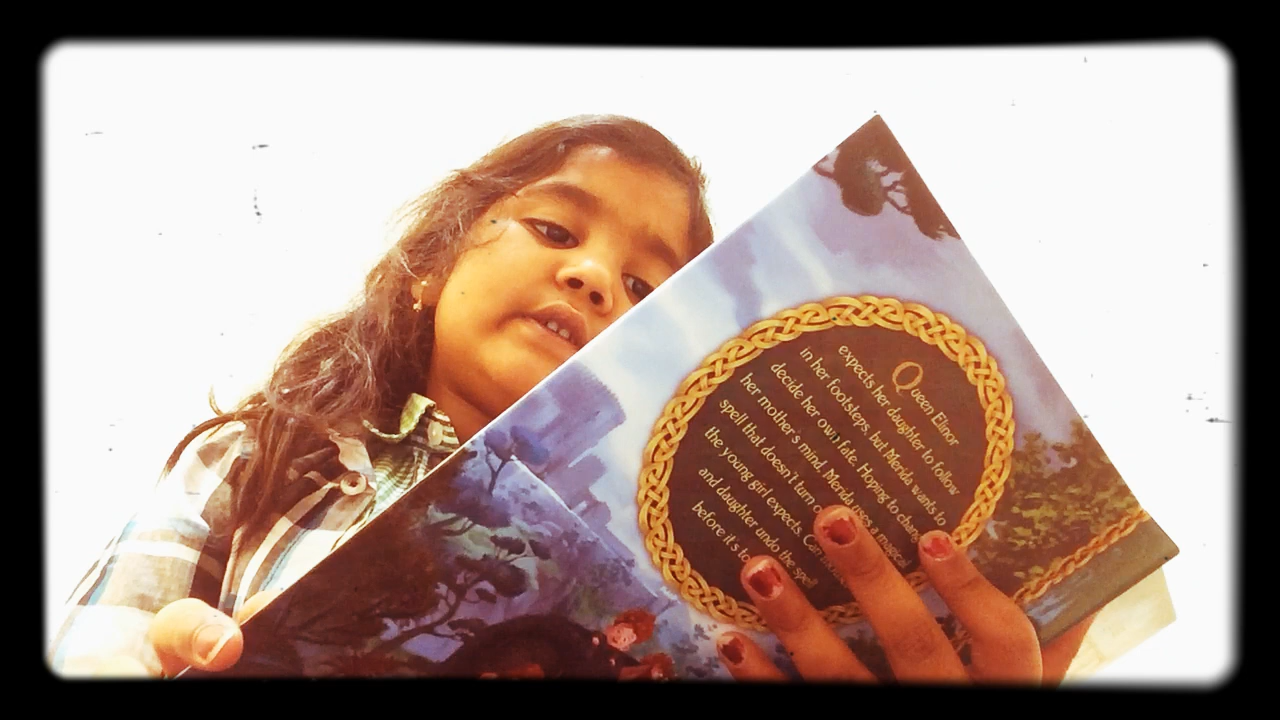 Queen Elinor
expects her daughter to follow
in her footsteps, but Merida wants to
decide her own fate. Hoping to change
her mother's mind, Merida uses a magical
spell that doesn't turn
the young girl expects. Can
and daughter undo the spell
before it's